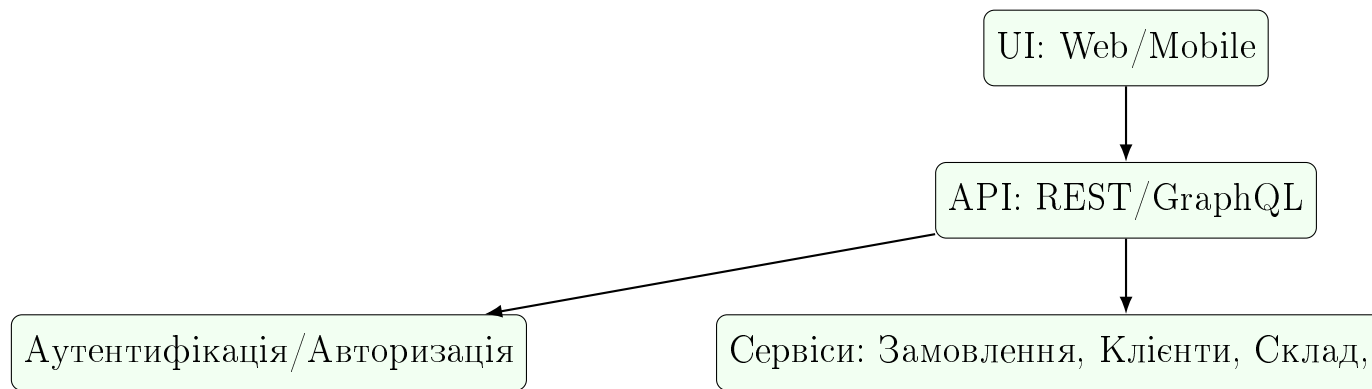 UI: Web/Mobile
API: REST/GraphQL
Аутентифікація/Авторизація
Сервіси: Замовлення, Клієнти, Склад,